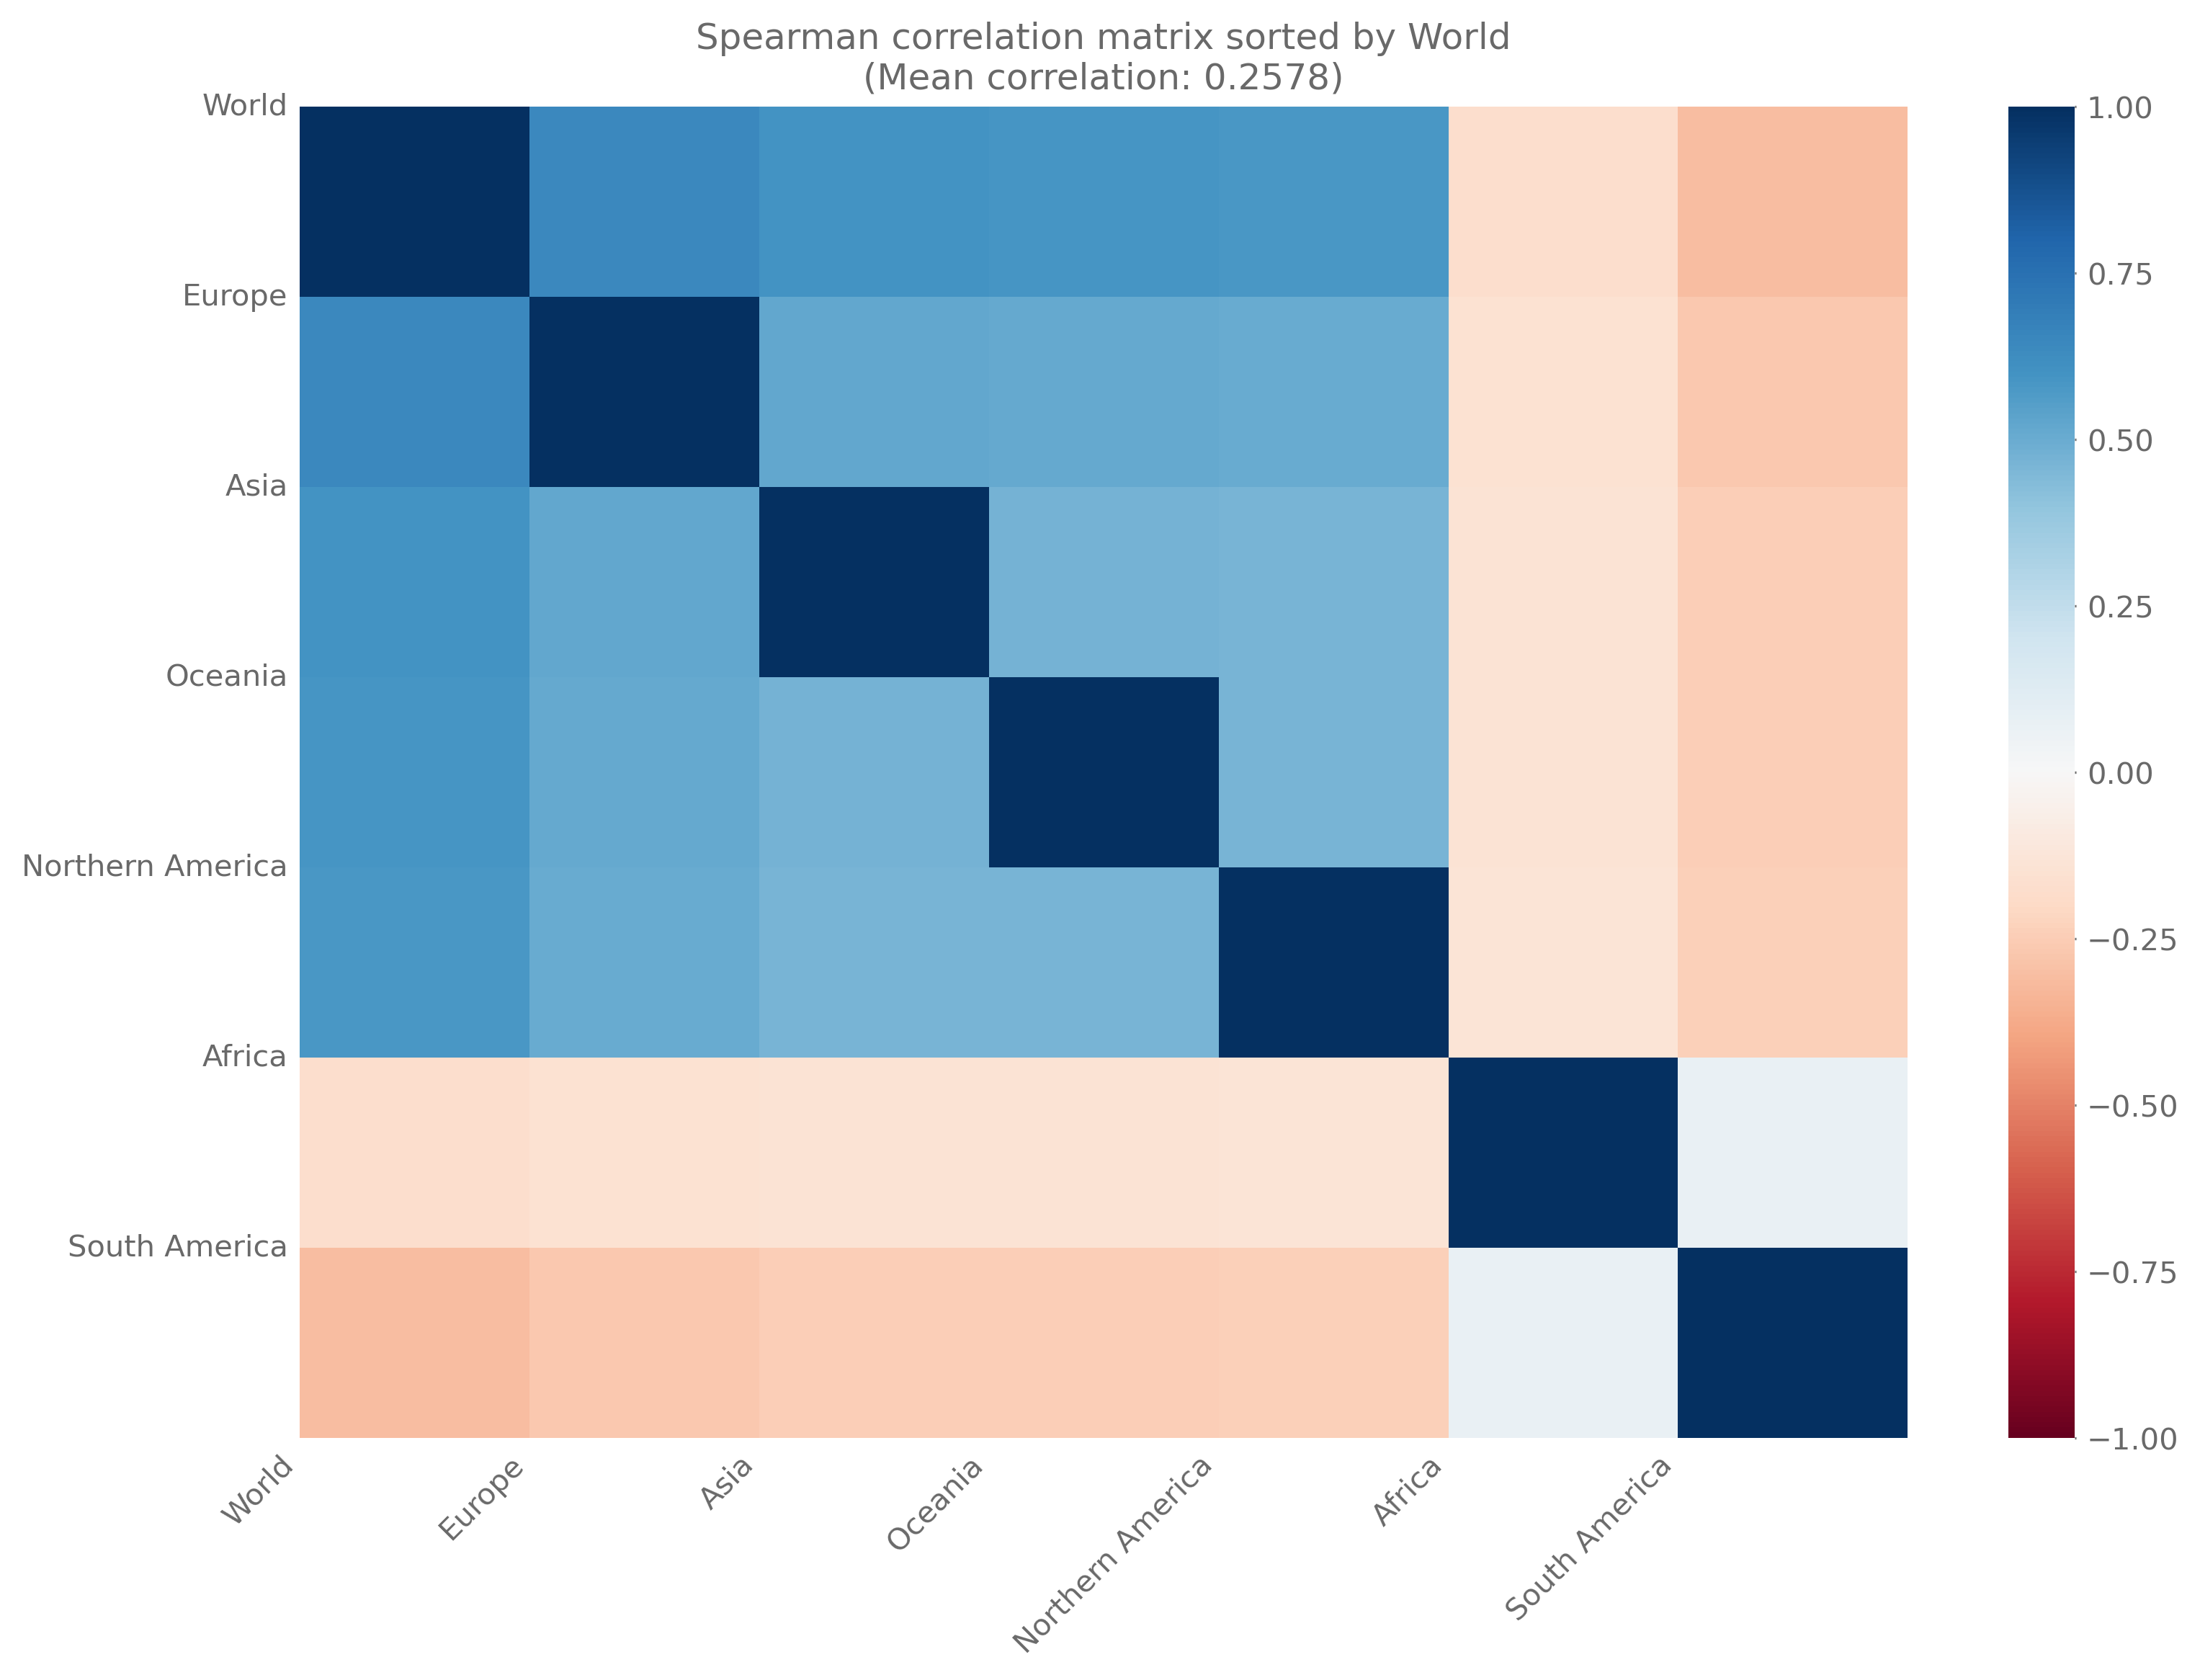 Spearman correlation matrix sorted by World
(Mean correlation: 0.2578)
World
Europe
Asia
Oceania
Northern America
Africa
South America
World
Europe
Asia
Oceania
Northern America
Africa
South America
1.00
0.75
0.50
0.25
0.00
−0.25
−0.50
−0.75
−1.00